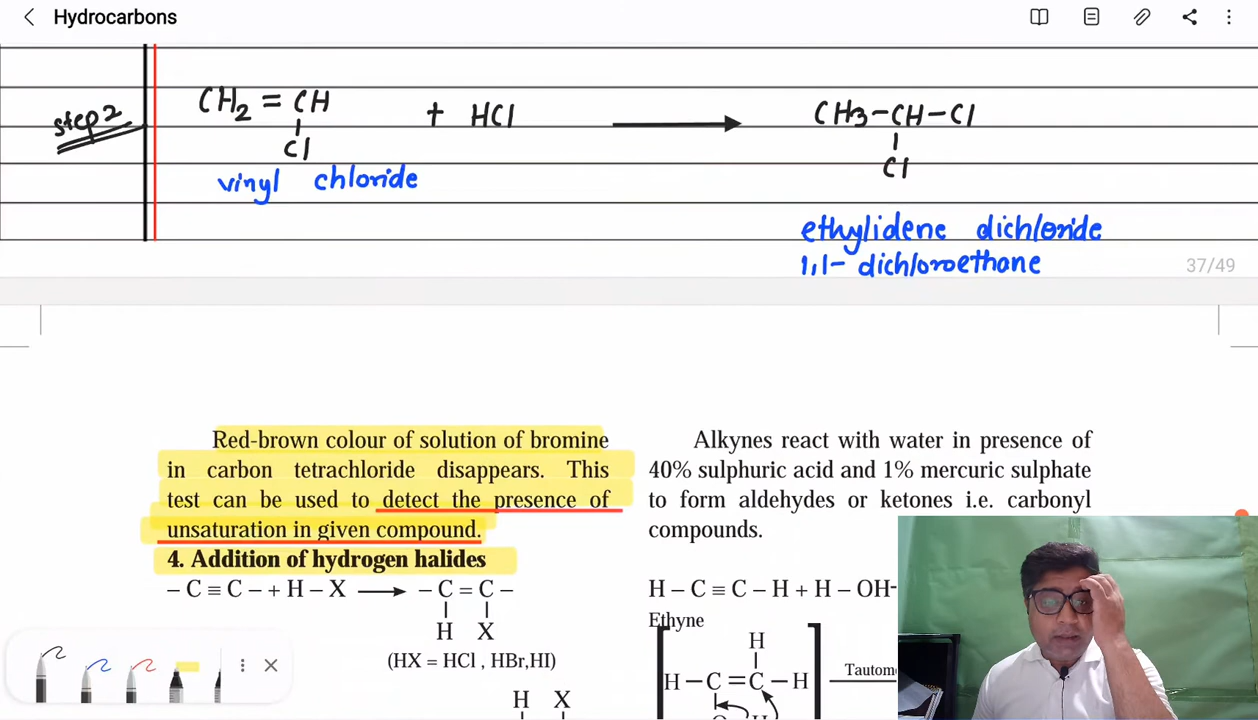 Hydrocarbons
step 2
CH2 = CH + HCl ⟶ CH3-CH-Cl
Cl Cl
vinyl chloride
ethylidene dichloride
1,1- dichloroethane
37/49
Red-brown colour of solution of bromine
in carbon tetrachloride disappears. This
test can be used to detect the presence of
unsaturation in given compound.
4. Addition of hydrogen halides
– C ≡ C – + H – X ⟶ – C = C –
H X
(HX = HCl , HBr,HI)
H X
Alkynes react with water in presence of
40% sulphuric acid and 1% mercuric sulphate
to form aldehydes or ketones i.e. carbonyl
compounds.
H – C ≡ C – H + H – OH
Ethyne
H
H – C = C – H